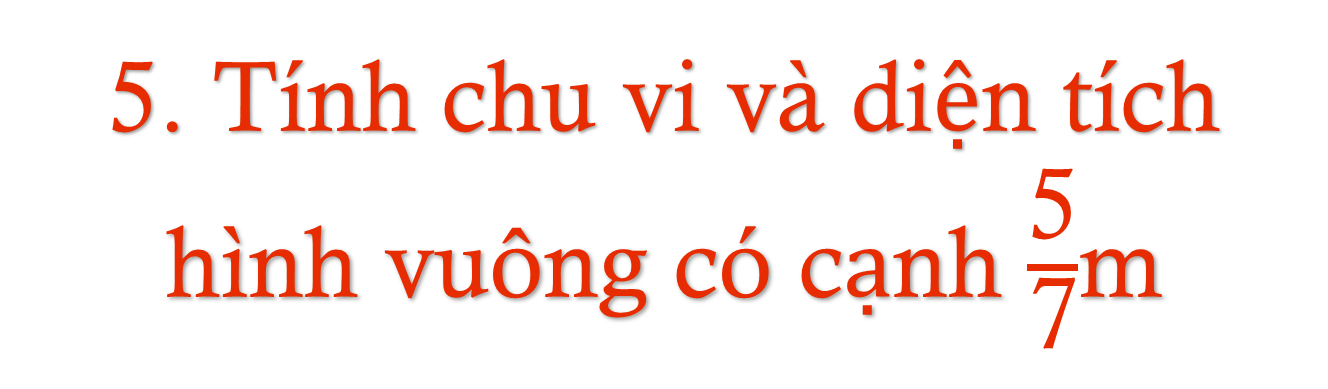 5. Tính chu vi và diện tích
hình vuông có cạnh 5/7m